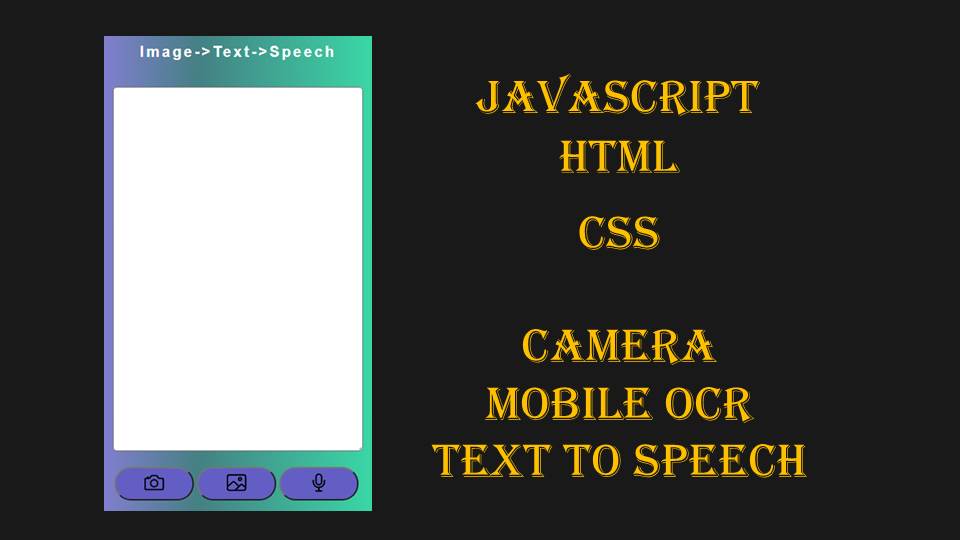 Image->Text->Speech
JAVASCRIPT
HTML
CSS
CAMERA
MOBILE OCR
TEXT TO SPEECH